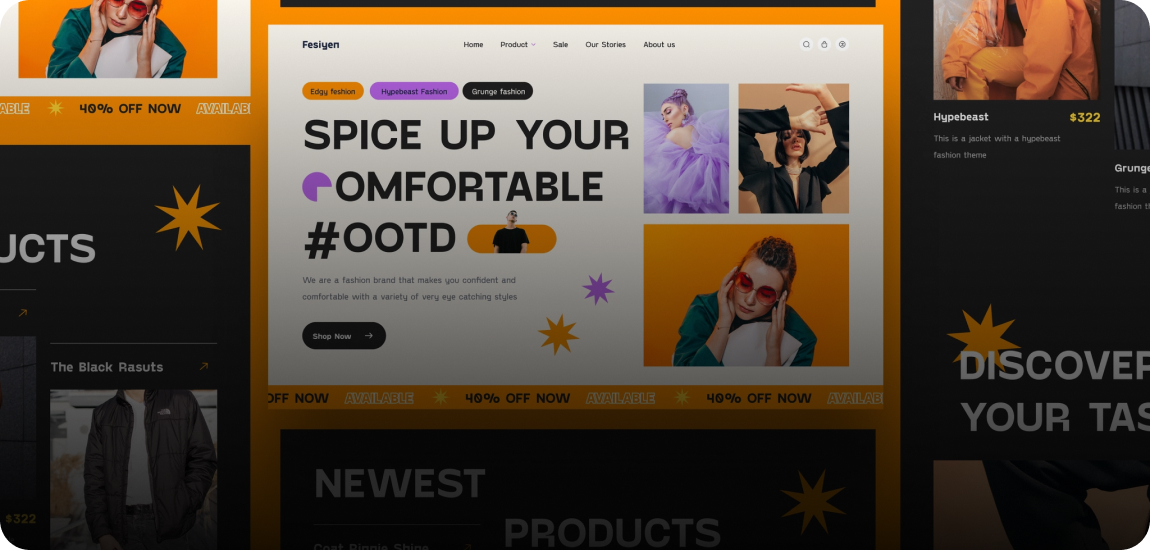 ABLE 40% OFF NOW AVAILAB
UCTS
The Black Rasuts
$322
Fesiyen
Home Product Sale Our Stories About us
Edgy feshion Hypebeast Fashion Grunge fashion
SPICE UP YOUR
COMFORTABLE
#OOTD
We are a fashion brand that makes you confident and
comfortable with a variety of very eye catching styles
Shop Now
OFF NOW AVAILABLE 40% OFF NOW AVAILABLE 40% OFF NOW AVAILAB
NEWEST
PRODUCTS
Hypebeast $322
This is a jacket with a hypebeast
fashion theme
Grunge
This is a
fashion th
DISCOVER
YOUR TAS